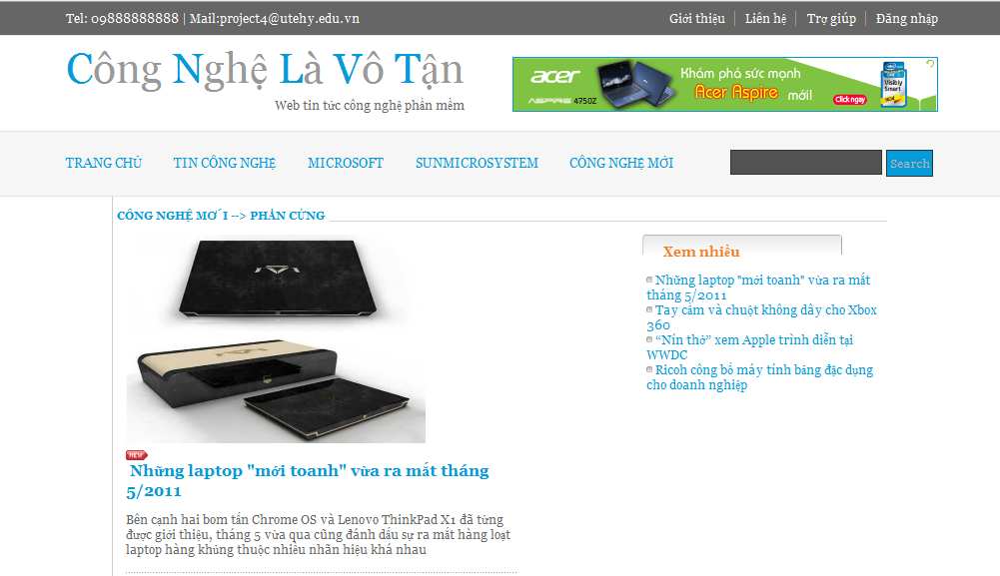 Tel: 09888888888 | Mail:project4@utehy.edu.vn
Giới thiệu | Liên hệ | Trợ giúp | Đăng nhập
Công Nghệ Là Vô Tận
Web tin tức công nghệ phần mềm
acer
ASPIRE 4750Z
Khám phá sức mạnh
Acer Aspire mới!
Click ngay
Visibly
Smart
TRANG CHỦ TIN CÔNG NGHỆ MICROSOFT SUNMICROSYSTEM CÔNG NGHỆ MỚI
Search
CÔNG NGHỆ MƠ´I --> PHẦN CỨNG
NEW
Những laptop "mới toanh" vừa ra mắt tháng
5/2011
Bên cạnh hai bom tấn Chrome OS và Lenovo ThinkPad X1 đã từng
được giới thiệu, tháng 5 vừa qua cũng đánh dấu sự ra mắt hàng loạt
laptop hàng khủng thuộc nhiều nhãn hiệu khá nhau
Xem nhiều
Những laptop "mới toanh" vừa ra mắt
tháng 5/2011
Tay cầm và chuột không dây cho Xbox
360
“Nín thở” xem Apple trình diễn tại
WWDC
Ricoh công bố máy tính bảng đặc dụng
cho doanh nghiệp